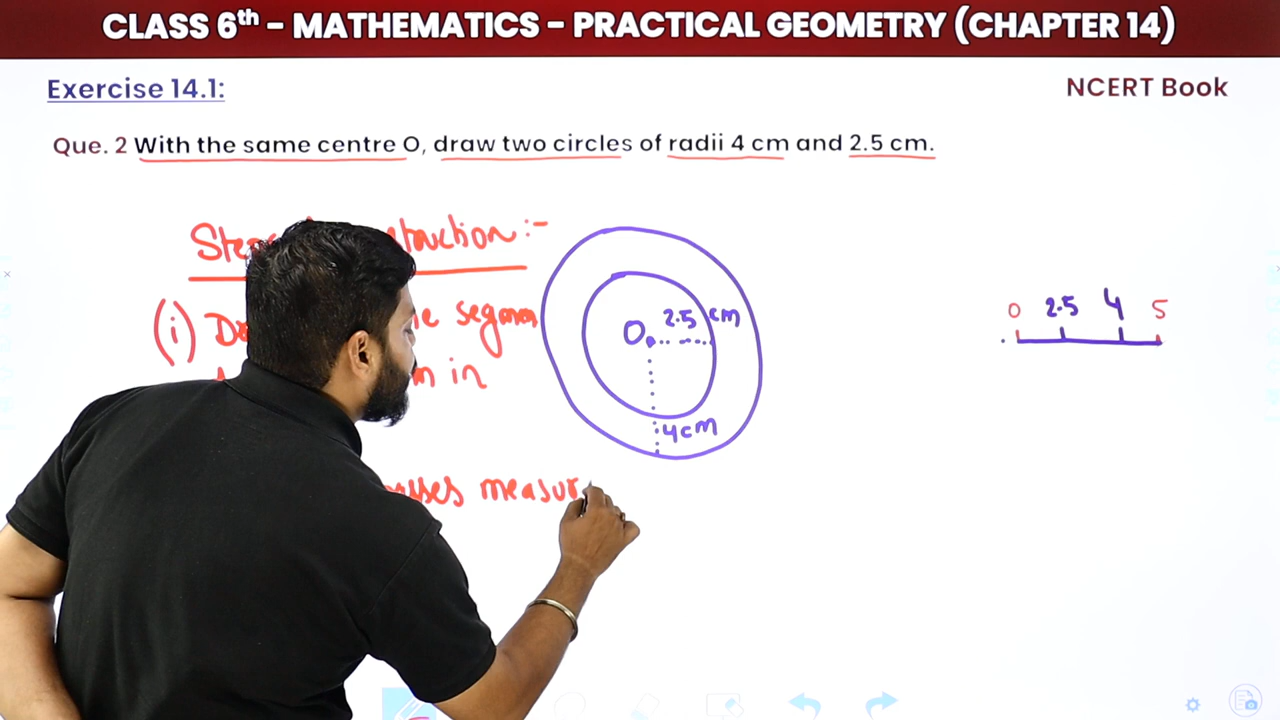 CLASS 6th - MATHEMATICS - PRACTICAL GEOMETRY (CHAPTER 14)
Exercise 14.1:
NCERT Book
Que. 2 With the same centre O, draw two circles of radii 4 cm and 2.5 cm.
:-
(i)
in
measur
O
2.5 cm
4cm
0 2.5 4 5